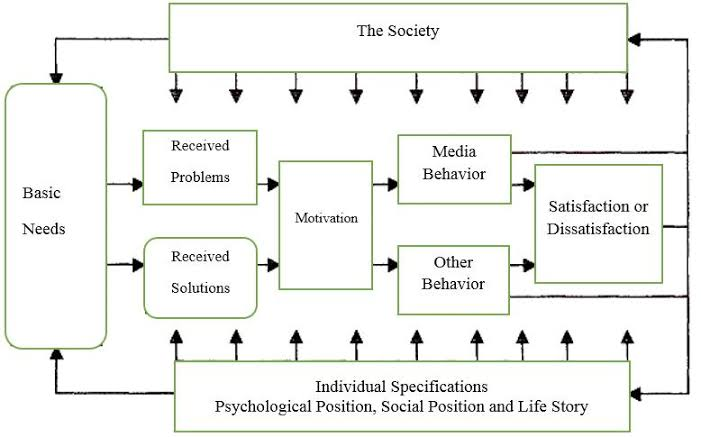 The Society
Basic
Needs
Received
Problems
Received
Solutions
Motivation
Media
Behavior
Other
Behavior
Satisfaction or
Dissatisfaction
Individual Specifications
Psychological Position, Social Position and Life Story